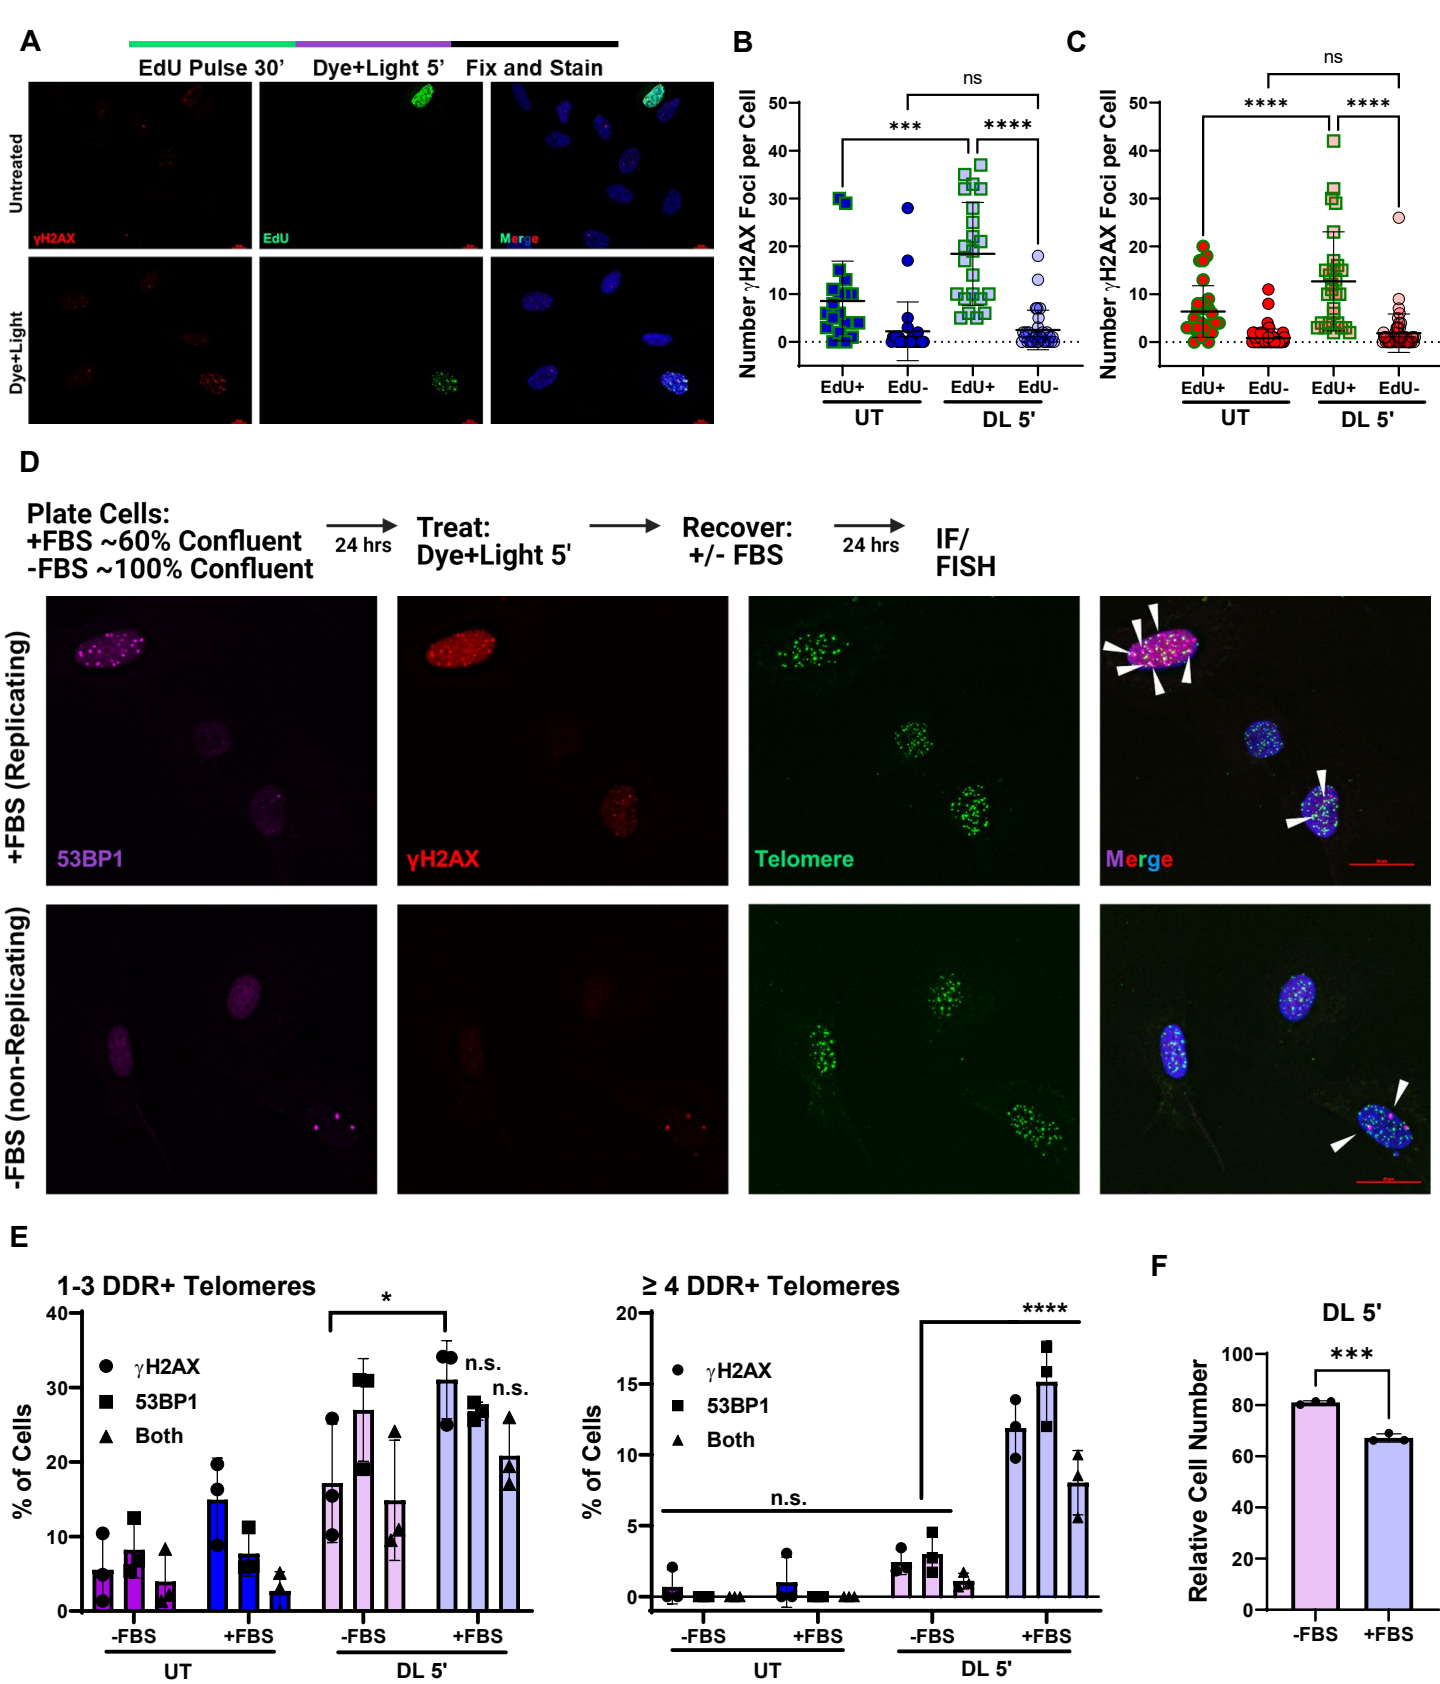 A
EdU Pulse 30’ Dye+Light 5’ Fix and Stain
Untreated
γH2AX
EdU
Merge
Dye+Light
B
Number γH2AX Foci per Cell
50
40
30
20
10
0
ns
***
****
EdU+ EdU- EdU+ EdU-
UT DL 5'
C
Number γH2AX Foci per Cell
50
40
30
20
10
0
ns
****
****
EdU+ EdU- EdU+ EdU-
UT DL 5'
D
Plate Cells:
+FBS ~60% Confluent
-FBS ~100% Confluent
24 hrs
Treat:
Dye+Light 5'
Recover:
+/- FBS
24 hrs
IF/
FISH
+FBS (Replicating)
53BP1
γH2AX
Telomere
Merge
-FBS (non-Replicating)
E
1-3 DDR+ Telomeres
% of Cells
40
30
20
10
0
γH2AX
53BP1
Both
*
n.s.
n.s.
-FBS +FBS -FBS +FBS
UT DL 5'
≥ 4 DDR+ Telomeres
% of Cells
20
15
10
5
0
γH2AX
53BP1
Both
n.s.
****
-FBS +FBS -FBS +FBS
UT DL 5'
F
DL 5'
Relative Cell Number
100
80
60
40
20
0
***
-FBS +FBS